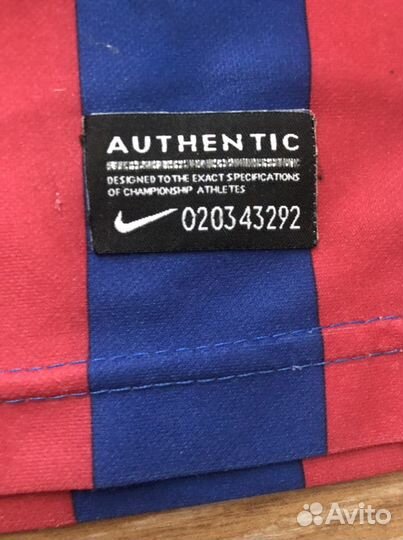 AUTHENTIC
DESIGNED TO THE EXACT SPECIFICATIONS
OF CHAMPIONSHIP ATHLETES
020343292
Avito